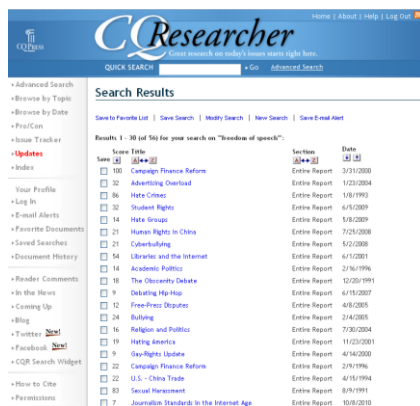 Home | About | Help | Log Out
CQ Press
CQ Researcher
Great research on today's issues starts right here.
QUICK SEARCH Go Advanced Search
Advanced Search
Browse by Topic
Browse by Date
Pro/Con
Issue Tracker
Updates
Index
Your Profile
Log In
E-mail Alerts
Favorite Documents
Saved Searches
Document History
Reader Comments
In the News
Coming Up
Blog
Twitter New!
Facebook New!
CQR Search Widget
How to Cite
Permissions
Search Results
Save to Favorite List | Save Search | Modify Search | New Search | Save E-mail Alert
Results 1 - 30 (of 56) for your search on "freedom of speech":
Save Score Title Section Date
A Z A Z
100 Campaign Finance Reform Entire Report 3/31/2000
32 Advertising Overload Entire Report 1/23/2004
86 Hate Crimes Entire Report 1/8/1993
32 Student Rights Entire Report 6/5/2009
14 Hate Groups Entire Report 5/8/2009
21 Human Rights in China Entire Report 7/25/2008
21 Cyberbullying Entire Report 5/2/2008
54 Libraries and the Internet Entire Report 6/1/2001
14 Academic Politics Entire Report 2/16/1996
18 The Obscenity Debate Entire Report 12/20/1991
9 Debating Hip-Hop Entire Report 6/15/2007
12 Free-Press Disputes Entire Report 4/8/2005
24 Bullying Entire Report 2/4/2005
16 Religion and Politics Entire Report 7/30/2004
19 Hating America Entire Report 11/23/2001
9 Gay-Rights Update Entire Report 4/14/2000
22 Campaign Finance Reform Entire Report 2/9/1996
22 U.S. - China Trade Entire Report 4/15/1994
83 Sexual Harassment Entire Report 8/9/1991
7 Journalism Standards in the Internet Age Entire Report 10/8/2010